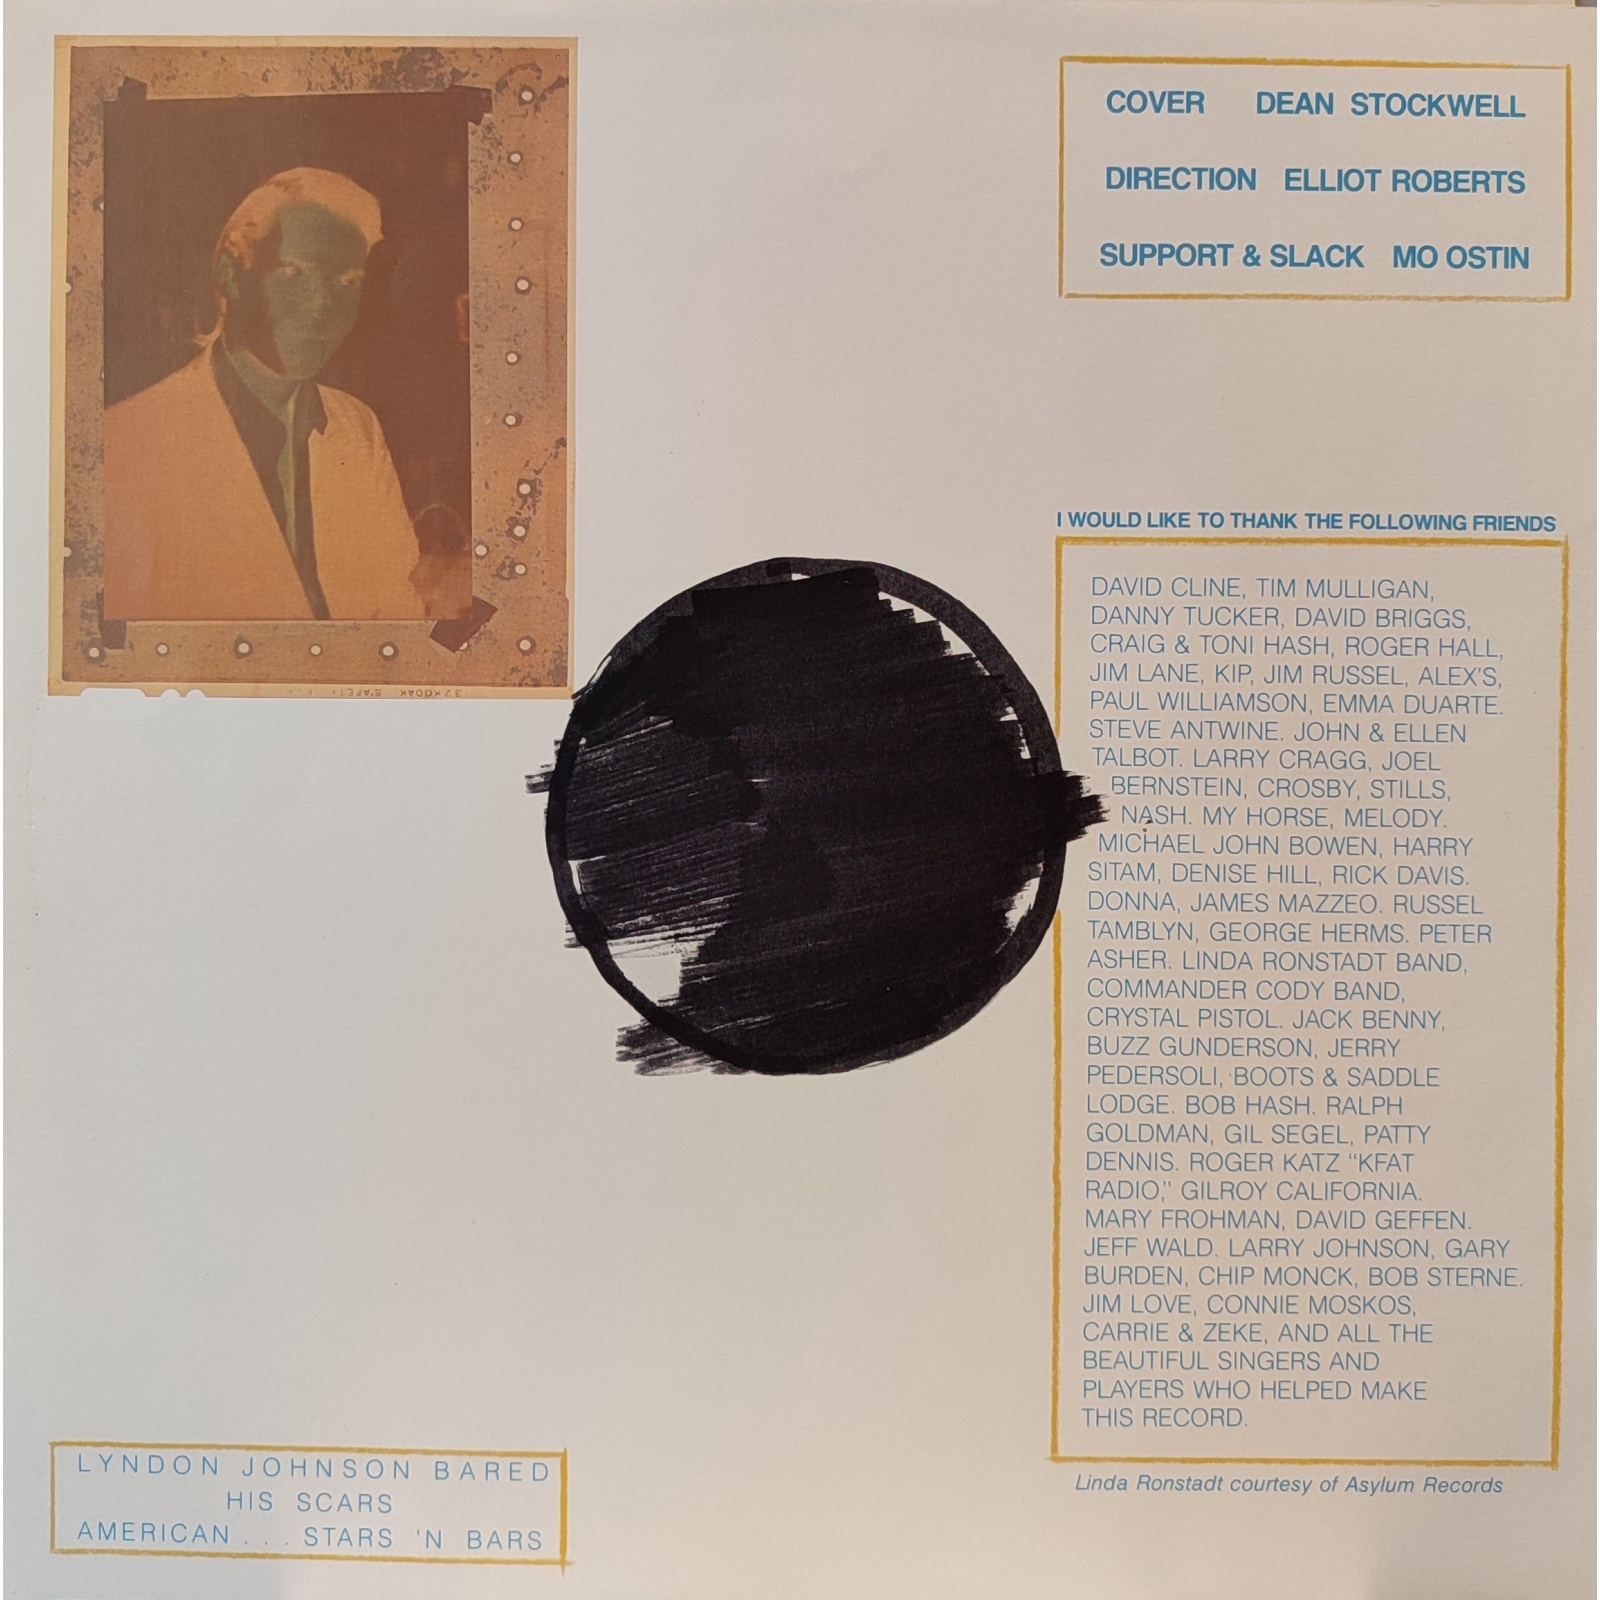 COVER DEAN STOCKWELL
DIRECTION ELLIOT ROBERTS
SUPPORT & SLACK MO OSTIN
32 KODAK SAFETY
I WOULD LIKE TO THANK THE FOLLOWING FRIENDS
DAVID CLINE, TIM MULLIGAN,
DANNY TUCKER, DAVID BRIGGS,
CRAIG & TONI HASH, ROGER HALL,
JIM LANE, KIP, JIM RUSSEL, ALEX'S,
PAUL WILLIAMSON, EMMA DUARTE.
STEVE ANTWINE. JOHN & ELLEN
TALBOT. LARRY CRAGG, JOEL
BERNSTEIN, CROSBY, STILLS,
NASH. MY HORSE, MELODY.
MICHAEL JOHN BOWEN, HARRY
SITAM, DENISE HILL, RICK DAVIS.
DONNA, JAMES MAZZEO. RUSSEL
TAMBLYN, GEORGE HERMS. PETER
ASHER. LINDA RONSTADT BAND,
COMMANDER CODY BAND,
CRYSTAL PISTOL. JACK BENNY,
BUZZ GUNDERSON, JERRY
PEDERSOLI, BOOTS & SADDLE
LODGE. BOB HASH. RALPH
GOLDMAN, GIL SEGEL, PATTY
DENNIS. ROGER KATZ “KFAT
RADIO,” GILROY CALIFORNIA.
MARY FROHMAN, DAVID GEFFEN.
JEFF WALD. LARRY JOHNSON, GARY
BURDEN, CHIP MONCK, BOB STERNE.
JIM LOVE, CONNIE MOSKOS,
CARRIE & ZEKE, AND ALL THE
BEAUTIFUL SINGERS AND
PLAYERS WHO HELPED MAKE
THIS RECORD.
Linda Ronstadt courtesy of Asylum Records
LYNDON JOHNSON BARED
HIS SCARS
AMERICAN . . . STARS 'N BARS